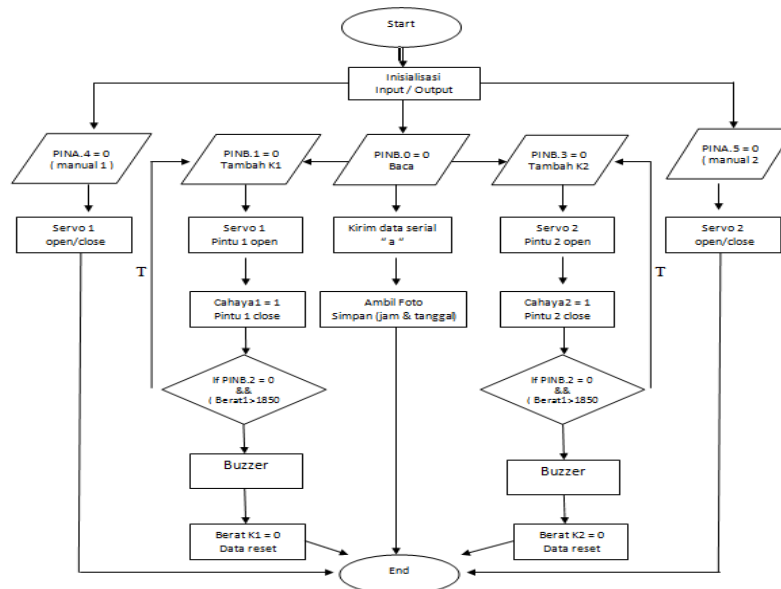 Start
Inisialisasi
Input / Output
PINA.4 = 0
( manual 1 )
PINB.1 = 0
Tambah K1
PINB.0 = 0
Baca
PINB.3 = 0
Tambah K2
PINA.5 = 0
( manual 2
Servo 1
open/close
Servo 1
Pintu 1 open
Kirim data serial
" a "
Servo 2
Pintu 2 open
Servo 2
open/close
T
T
Cahaya1 = 1
Pintu 1 close
Ambil Foto
Simpan (jam & tanggal)
Cahaya2 = 1
Pintu 2 close
If PINB.2 = 0
&&
( Berat1>1850
If PINB.2 = 0
&&
( Berat1>1850
Buzzer
Buzzer
Berat K1 = 0
Data reset
Berat K2 = 0
Data reset
End